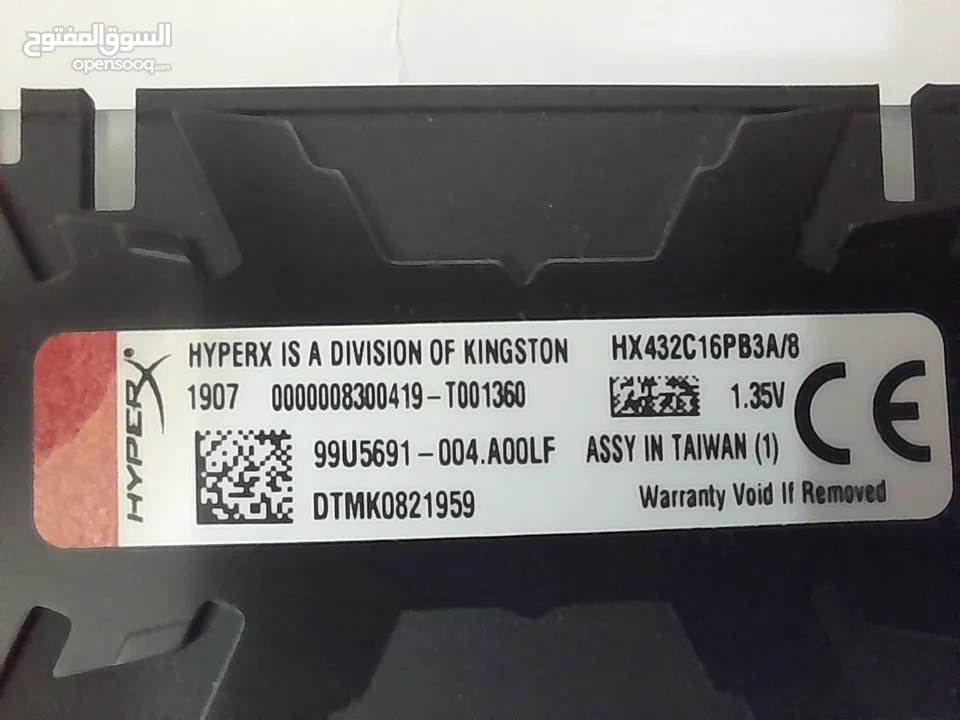 السوق المفتوح
opensooq.com
HYPERX
HYPERX IS A DIVISION OF KINGSTON
HX432C16PB3A/8
1907 0000008300419-T001360
1.35V
CE
99U5691-004.A00LF
ASSY IN TAIWAN (1)
DTMK0821959
Warranty Void If Removed